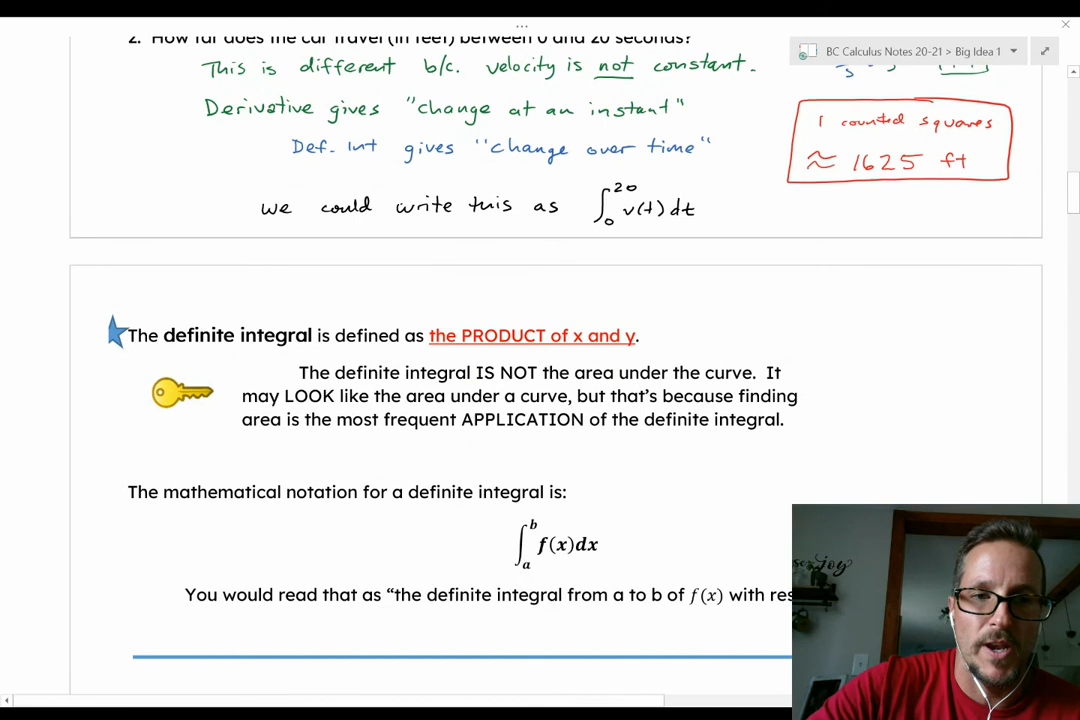 2. How far does the car travel (in feet) between 0 and 20 seconds?
BC Calculus Notes 20-21 > Big Idea 1
This is different b/c. velocity is not constant.
Derivative gives "change at an instant"
1 counted squares
≈ 1625 ft
Def. Int gives "change over time"
we could write this as ∫₀²⁰ v(t) dt
The definite integral is defined as the PRODUCT of x and y.
The definite integral IS NOT the area under the curve. It
may LOOK like the area under a curve, but that's because finding
area is the most frequent APPLICATION of the definite integral.
The mathematical notation for a definite integral is:
∫ₐᵇ f(x)dx
You would read that as “the definite integral from a to b of f(x) with res